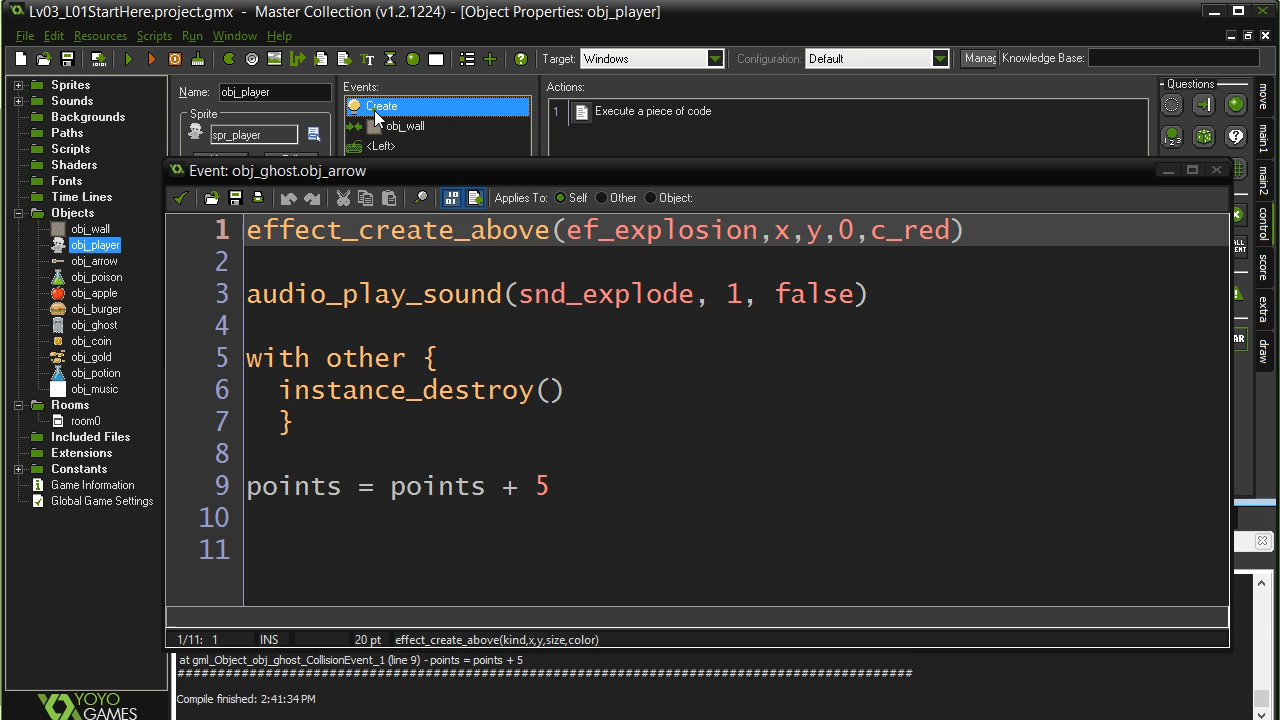 Lv03_L01StartHere.project.gmx - Master Collection (v1.2.1224) - [Object Properties: obj_player]
File Edit Resources Scripts Run Window Help
Target: Windows Configuration: Default Manag Knowledge Base:
Sprites
Sounds
Backgrounds
Paths
Scripts
Shaders
Fonts
Time Lines
Objects
obj_wall
obj_player
obj_arrow
obj_poison
obj_apple
obj_burger
obj_ghost
obj_coin
obj_gold
obj_potion
obj_music
Rooms
room0
Included Files
Extensions
Constants
Game Information
Global Game Settings
YOYO
GAMES
Name: obj_player
Sprite
spr_player
Events:
Create
obj_wall
<Left>
Actions:
1 Execute a piece of code
Questions
move
main1
main2
control
score
extra
draw
Event: obj_ghost.obj_arrow
Applies To: Self Other Object:
1 effect_create_above(ef_explosion,x,y,0,c_red)
2
3 audio_play_sound(snd_explode, 1, false)
4
5 with other {
6 instance_destroy()
7 }
8
9 points = points + 5
10
11
1/11: 1 INS 20 pt effect_create_above(kind,x,y,size,color)
at gml_Object_obj_ghost_CollisionEvent_1 (line 9) - points = points + 5
Compile finished: 2:41:34 PM